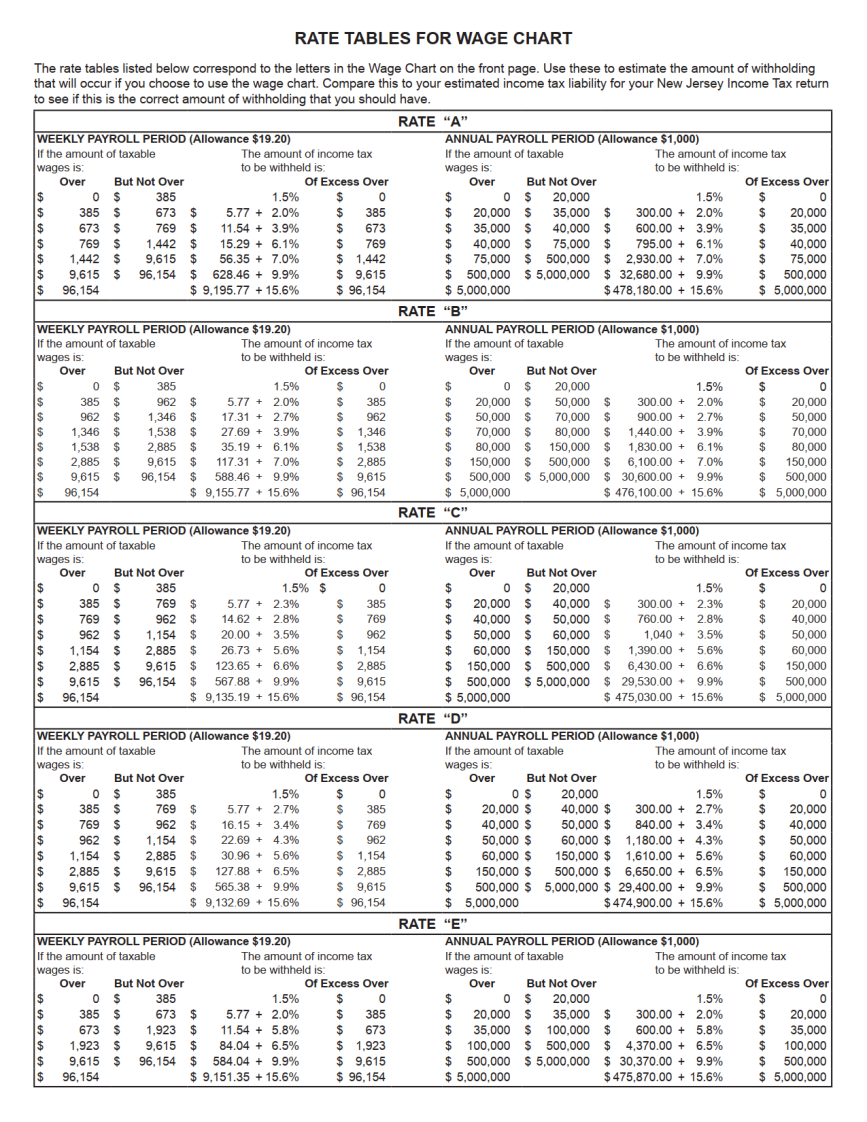 RATE TABLES FOR WAGE CHART
The rate tables listed below correspond to the letters in the Wage Chart on the front page. Use these to estimate the amount of withholding
that will occur if you choose to use the wage chart. Compare this to your estimated income tax liability for your New Jersey Income Tax return
to see if this is the correct amount of withholding that you should have.
RATE “A”
WEEKLY PAYROLL PERIOD (Allowance $19.20) ANNUAL PAYROLL PERIOD (Allowance $1,000)
If the amount of taxable The amount of income tax If the amount of taxable The amount of income tax
wages is: to be withheld is: wages is: to be withheld is:
Over But Not Over Of Excess Over Over But Not Over Of Excess Over
$ 0 $ 385 1.5% $ 0 $ 0 $ 20,000 1.5% $ 0
$ 385 $ 673 $ 5.77 + 2.0% $ 385 $ 20,000 $ 35,000 $ 300.00 + 2.0% $ 20,000
$ 673 $ 769 $ 11.54 + 3.9% $ 673 $ 35,000 $ 40,000 $ 600.00 + 3.9% $ 35,000
$ 769 $ 1,442 $ 15.29 + 6.1% $ 769 $ 40,000 $ 75,000 $ 795.00 + 6.1% $ 40,000
$ 1,442 $ 9,615 $ 56.35 + 7.0% $ 1,442 $ 75,000 $ 500,000 $ 2,930.00 + 7.0% $ 75,000
$ 9,615 $ 96,154 $ 628.46 + 9.9% $ 9,615 $ 500,000 $ 5,000,000 $ 32,680.00 + 9.9% $ 500,000
$ 96,154 $ 9,195.77 + 15.6% $ 96,154 $ 5,000,000 $ 478,180.00 + 15.6% $ 5,000,000
RATE “B”
WEEKLY PAYROLL PERIOD (Allowance $19.20) ANNUAL PAYROLL PERIOD (Allowance $1,000)
If the amount of taxable The amount of income tax If the amount of taxable The amount of income tax
wages is: to be withheld is: wages is: to be withheld is:
Over But Not Over Of Excess Over Over But Not Over Of Excess Over
$ 0 $ 385 1.5% $ 0 $ 0 $ 20,000 1.5% $ 0
$ 385 $ 962 $ 5.77 + 2.0% $ 385 $ 20,000 $ 50,000 $ 300.00 + 2.0% $ 20,000
$ 962 $ 1,346 $ 17.31 + 2.7% $ 962 $ 50,000 $ 70,000 $ 900.00 + 2.7% $ 50,000
$ 1,346 $ 1,538 $ 27.69 + 3.9% $ 1,346 $ 70,000 $ 80,000 $ 1,440.00 + 3.9% $ 70,000
$ 1,538 $ 2,885 $ 35.19 + 6.1% $ 1,538 $ 80,000 $ 150,000 $ 1,830.00 + 6.1% $ 80,000
$ 2,885 $ 9,615 $ 117.31 + 7.0% $ 2,885 $ 150,000 $ 500,000 $ 6,100.00 + 7.0% $ 150,000
$ 9,615 $ 96,154 $ 588.46 + 9.9% $ 9,615 $ 500,000 $ 5,000,000 $ 30,600.00 + 9.9% $ 500,000
$ 96,154 $ 9,155.77 + 15.6% $ 96,154 $ 5,000,000 $ 476,100.00 + 15.6% $ 5,000,000
RATE “C”
WEEKLY PAYROLL PERIOD (Allowance $19.20) ANNUAL PAYROLL PERIOD (Allowance $1,000)
If the amount of taxable The amount of income tax If the amount of taxable The amount of income tax
wages is: to be withheld is: wages is: to be withheld is:
Over But Not Over Of Excess Over Over But Not Over Of Excess Over
$ 0 $ 385 1.5% $ 0 $ 0 $ 20,000 1.5% $ 0
$ 385 $ 769 $ 5.77 + 2.3% $ 385 $ 20,000 $ 40,000 $ 300.00 + 2.3% $ 20,000
$ 769 $ 962 $ 14.62 + 2.8% $ 769 $ 40,000 $ 50,000 $ 760.00 + 2.8% $ 40,000
$ 962 $ 1,154 $ 20.00 + 3.5% $ 962 $ 50,000 $ 60,000 $ 1,040 + 3.5% $ 50,000
$ 1,154 $ 2,885 $ 26.73 + 5.6% $ 1,154 $ 60,000 $ 150,000 $ 1,390.00 + 5.6% $ 60,000
$ 2,885 $ 9,615 $ 123.65 + 6.6% $ 2,885 $ 150,000 $ 500,000 $ 6,430.00 + 6.6% $ 150,000
$ 9,615 $ 96,154 $ 567.88 + 9.9% $ 9,615 $ 500,000 $ 5,000,000 $ 29,530.00 + 9.9% $ 500,000
$ 96,154 $ 9,135.19 + 15.6% $ 96,154 $ 5,000,000 $ 475,030.00 + 15.6% $ 5,000,000
RATE “D”
WEEKLY PAYROLL PERIOD (Allowance $19.20) ANNUAL PAYROLL PERIOD (Allowance $1,000)
If the amount of taxable The amount of income tax If the amount of taxable The amount of income tax
wages is: to be withheld is: wages is: to be withheld is:
Over But Not Over Of Excess Over Over But Not Over Of Excess Over
$ 0 $ 385 1.5% $ 0 $ 0 $ 20,000 1.5% $ 0
$ 385 $ 769 $ 5.77 + 2.7% $ 385 $ 20,000 $ 40,000 $ 300.00 + 2.7% $ 20,000
$ 769 $ 962 $ 16.15 + 3.4% $ 769 $ 40,000 $ 50,000 $ 840.00 + 3.4% $ 40,000
$ 962 $ 1,154 $ 22.69 + 4.3% $ 962 $ 50,000 $ 60,000 $ 1,180.00 + 4.3% $ 50,000
$ 1,154 $ 2,885 $ 30.96 + 5.6% $ 1,154 $ 60,000 $ 150,000 $ 1,610.00 + 5.6% $ 60,000
$ 2,885 $ 9,615 $ 127.88 + 6.5% $ 2,885 $ 150,000 $ 500,000 $ 6,650.00 + 6.5% $ 150,000
$ 9,615 $ 96,154 $ 565.38 + 9.9% $ 9,615 $ 500,000 $ 5,000,000 $ 29,400.00 + 9.9% $ 500,000
$ 96,154 $ 9,132.69 + 15.6% $ 96,154 $ 5,000,000 $ 474,900.00 + 15.6% $ 5,000,000
RATE “E”
WEEKLY PAYROLL PERIOD (Allowance $19.20) ANNUAL PAYROLL PERIOD (Allowance $1,000)
If the amount of taxable The amount of income tax If the amount of taxable The amount of income tax
wages is: to be withheld is: wages is: to be withheld is:
Over But Not Over Of Excess Over Over But Not Over Of Excess Over
$ 0 $ 385 1.5% $ 0 $ 0 $ 20,000 1.5% $ 0
$ 385 $ 673 $ 5.77 + 2.0% $ 385 $ 20,000 $ 35,000 $ 300.00 + 2.0% $ 20,000
$ 673 $ 1,923 $ 11.54 + 5.8% $ 673 $ 35,000 $ 100,000 $ 600.00 + 5.8% $ 35,000
$ 1,923 $ 9,615 $ 84.04 + 6.5% $ 1,923 $ 100,000 $ 500,000 $ 4,370.00 + 6.5% $ 100,000
$ 9,615 $ 96,154 $ 584.04 + 9.9% $ 9,615 $ 500,000 $ 5,000,000 $ 30,370.00 + 9.9% $ 500,000
$ 96,154 $ 9,151.35 + 15.6% $ 96,154 $ 5,000,000 $ 475,870.00 + 15.6% $ 5,000,000